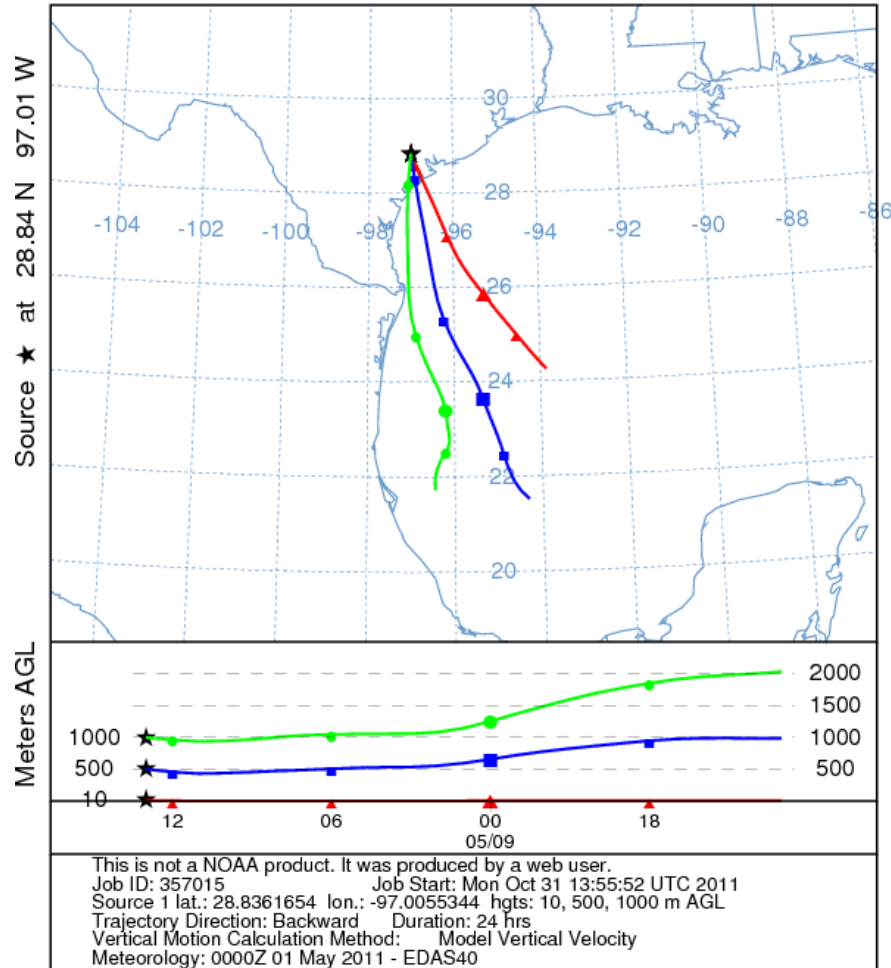 Source ★ at 28.84 N 97.01 W
30
28
-104
-102
-100
-98
-96
-94
-92
-90
-88
-86
26
24
22
20
Meters AGL
2000
1500
1000 1000
500 500
10
12 06 00 18
05/09
This is not a NOAA product. It was produced by a web user.
Job ID: 357015 Job Start: Mon Oct 31 13:55:52 UTC 2011
Source 1 lat.: 28.8361654 lon.: -97.0055344 hgts: 10, 500, 1000 m AGL
Trajectory Direction: Backward Duration: 24 hrs
Vertical Motion Calculation Method: Model Vertical Velocity
Meteorology: 0000Z 01 May 2011 - EDAS40